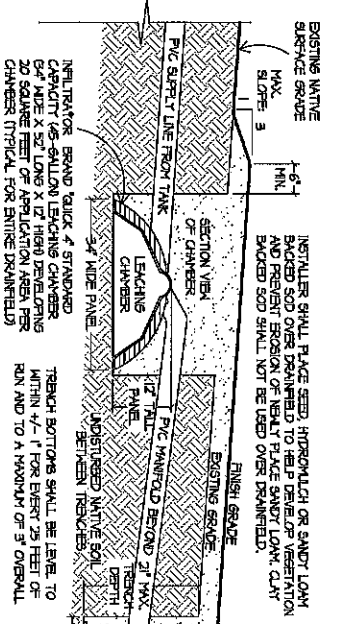 EXISTING NATIVE
SURFACE GRADE
MAX.
SLOPE: 3
1
6"
MIN.
INSTALLER SHALL PLACE SEED, HYDROMULCH OR SANDY LOAM
BACKED SOD OVER DRAINFIELD TO HELP DEVELOP VEGETATION
AND PREVENT EROSION OF NEWLY PLACE SANDY LOAM. CLAY
BACKED SOD SHALL NOT BE USED OVER DRAINFIELD.
FINISH GRADE
EXISTING GRADE
PVC SUPPLY LINE FROM TANK
SECTION VIEW
OF CHAMBER
PVC MANIFOLD BEYOND
21" MAX.
TRENCH
DEPTH
LEACHING
CHAMBER
12" TALL
PANEL
34" WIDE PANEL
UNDISTURBED NATIVE SOIL
BETWEEN TRENCHES
INFILTRATOR BRAND "QUICK 4" STANDARD
CAPACITY (45-GALLON) LEACHING CHAMBER
(34" WIDE X 52" LONG X 12" HIGH) DEVELOPING
20 SQUARE FEET OF APPLICATION AREA PER
CHAMBER (TYPICAL FOR ENTIRE DRAINFIELD)
TRENCH BOTTOMS SHALL BE LEVEL TO
WITHIN +/- 1" FOR EVERY 25 FEET OF
RUN AND TO A MAXIMUM OF 3" OVERALL